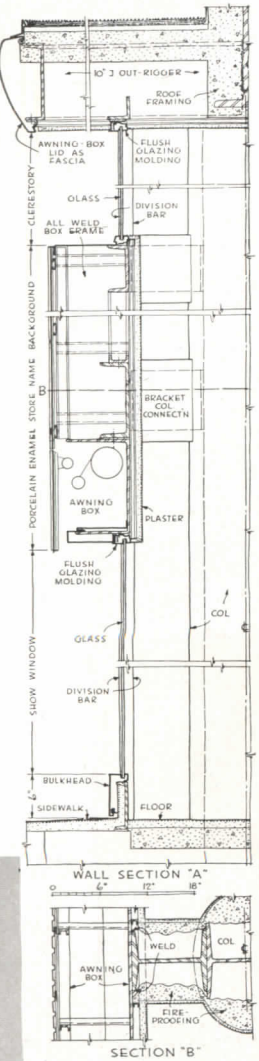 10" J OUT-RIGGER
ROOF
FRAMING
AWNING-BOX
LID AS
FASCIA
FLUSH
GLAZING
MOLDING
CLERESTORY
GLASS
DIVISION
BAR
ALL WELD
BOX FRAME
PORCELAIN ENAMEL STORE NAME BACKGROUND
B
BRACKET
COL
CONNECTN
AWNING
BOX
PLASTER
FLUSH
GLAZING
MOLDING
COL
GLASS
SHOW WINDOW
DIVISION
BAR
BULKHEAD
SIDEWALK
FLOOR
WALL SECTION "A"
0 6" 12" 18"
WELD
COL
AWNING
BOX
FIRE-
PROOFING
SECTION "B"